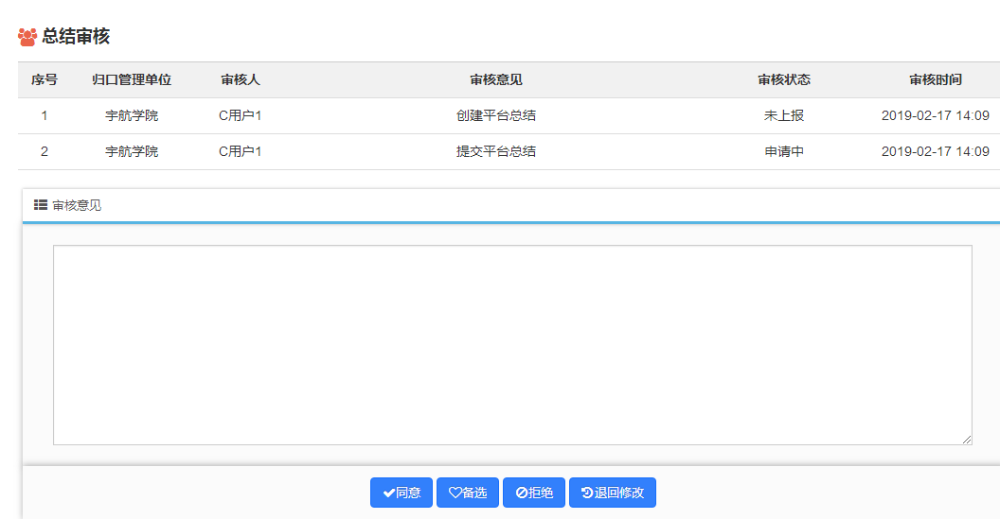 总结审核
序号 归口管理单位 审核人 审核意见 审核状态 审核时间
1 宇航学院 C用户1 创建平台总结 未上报 2019-02-17 14:09
2 宇航学院 C用户1 提交平台总结 申请中 2019-02-17 14:09
审核意见
同意 备选 拒绝 退回修改